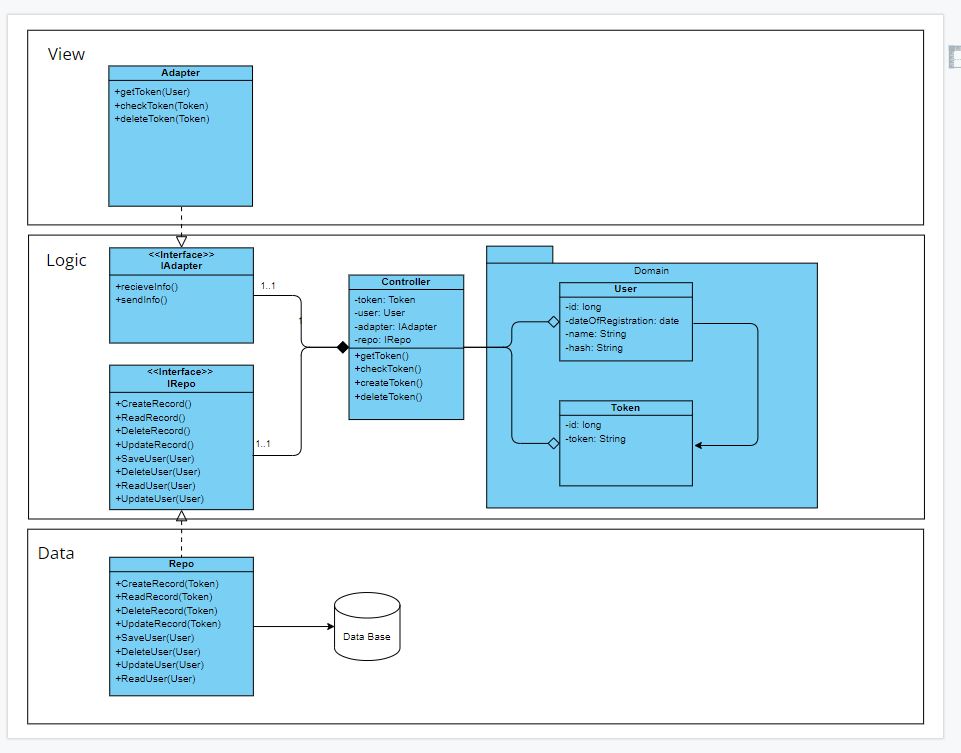 View
Adapter
+getToken(User)
+checkToken(Token)
+deleteToken(Token)
Logic
<<Interface>>
IAdapter
+recieveInfo()
+sendInfo()
1..1
1
<<Interface>>
IRepo
+CreateRecord()
+ReadRecord()
+DeleteRecord()
+UpdateRecord()
+SaveUser(User)
+DeleteUser(User)
+ReadUser(User)
+UpdateUser(User)
1..1
Controller
-token: Token
-user: User
-adapter: IAdapter
-repo: IRepo
+getToken()
+checkToken()
+createToken()
+deleteToken()
Domain
User
-id: long
-dateOfRegistration: date
-name: String
-hash: String
Token
-id: long
-token: String
Data
Repo
+CreateRecord(Token)
+ReadRecord(Token)
+DeleteRecord(Token)
+UpdateRecord(Token)
+SaveUser(User)
+DeleteUser(User)
+UpdateUser(User)
+ReadUser(User)
Data Base